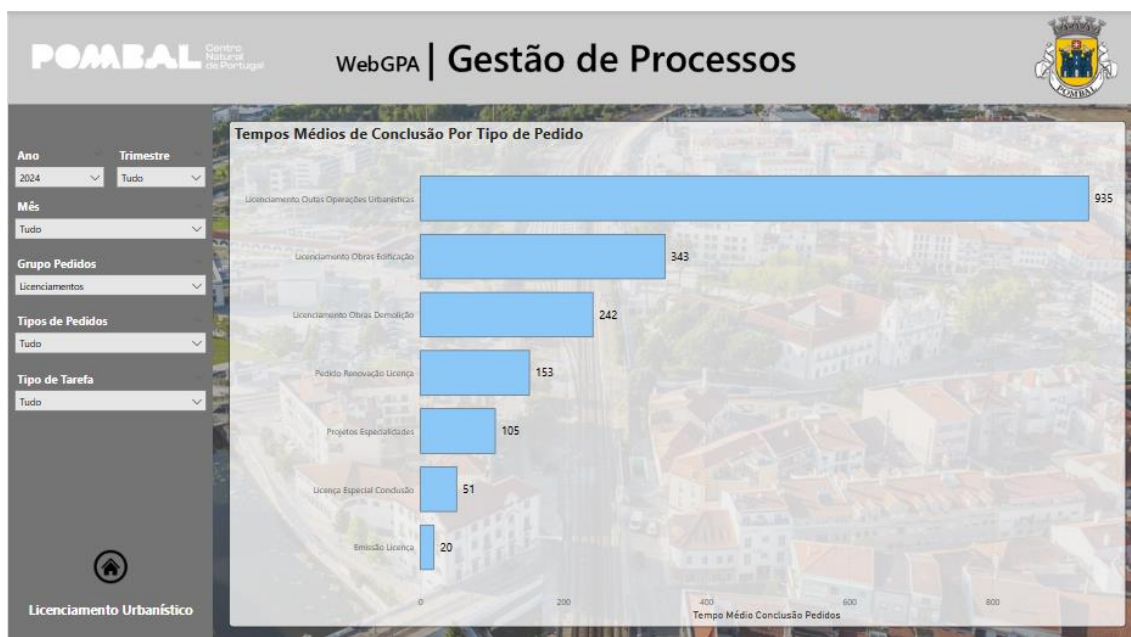 POMBAL Centro Natural de Portugal
WebGPA | Gestão de Processos
POMBAL
Ano Trimestre
2024 Tudo
Mês
Tudo
Grupo Pedidos
Licenciamentos
Tipos de Pedidos
Tudo
Tipo de Tarefa
Tudo
Licenciamento Urbanístico
Tempos Médios de Conclusão Por Tipo de Pedido
Licenciamento Outas Operações Urbanísticas 935
Licenciamento Obras Edificação 343
Licenciamento Obras Demolição 242
Pedido Renovação Licença 153
Projetos Especialidades 105
Licença Especial Conclusão 51
Emissão Licença 20
0 200 400 600 800
Tempo Médio Conclusão Pedidos